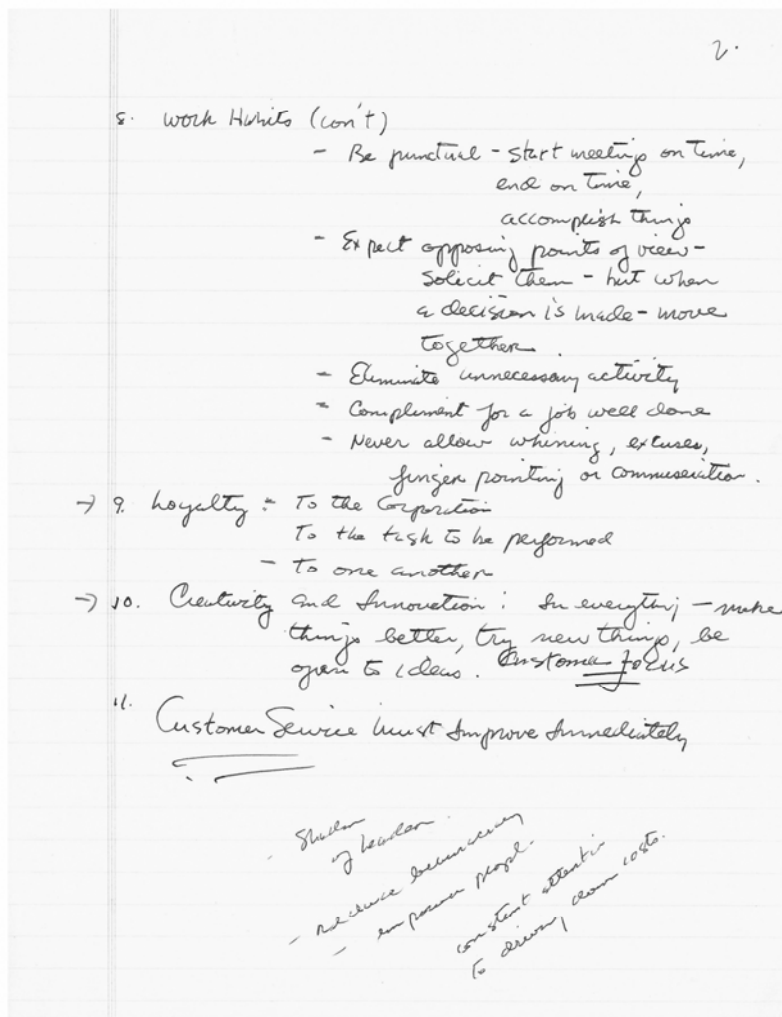 2.
8. Work Habits (con't)
- Be punctual - start meetings on time,
end on time,
accomplish things
- Expect opposing points of view -
solicit them - but when
a decision is made - move
together.
- Eliminate unnecessary activity
- Complement for a job well done
- Never allow whining, excuses,
finger pointing or commiseration.
→ 9. Loyalty: - To the Corporation
To the task to be performed
- To one another
→ 10. Creativity and Innovation: In everything - make
things better, try new things, be
open to ideas. Customer focus
11. Customer Service must Improve Immediately
- Shadow
of leader.
- reduce bureaucracy
- empower people.
constant attention
to driving down costs.